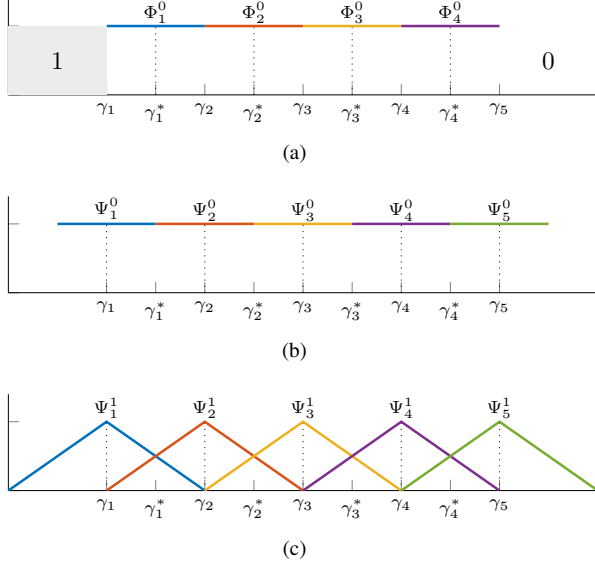 Φ₁⁰ Φ₂⁰ Φ₃⁰ Φ₄⁰
1 0
γ₁ γ₁* γ₂ γ₂* γ₃ γ₃* γ₄ γ₄* γ₅
(a)
Ψ₁⁰ Ψ₂⁰ Ψ₃⁰ Ψ₄⁰ Ψ₅⁰
γ₁ γ₁* γ₂ γ₂* γ₃ γ₃* γ₄ γ₄* γ₅
(b)
Ψ₁¹ Ψ₂¹ Ψ₃¹ Ψ₄¹ Ψ₅¹
γ₁ γ₁* γ₂ γ₂* γ₃ γ₃* γ₄ γ₄* γ₅
(c)